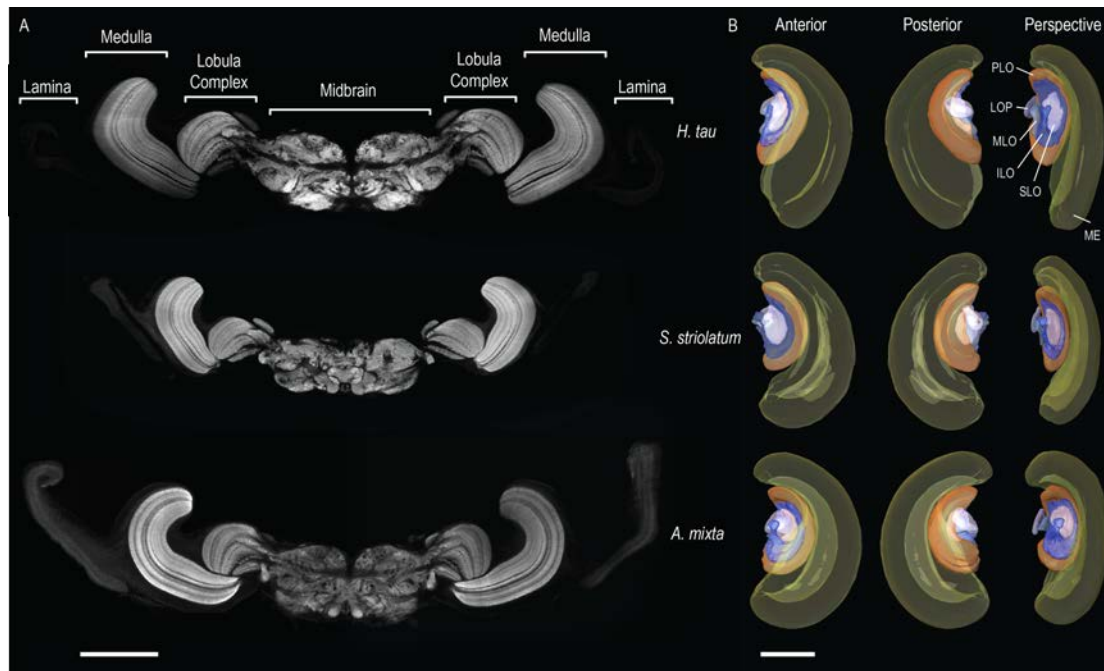 A
Medulla
Lobula
Complex
Lamina
Midbrain
Lobula
Complex
Medulla
Lamina
H. tau
S. striolatum
A. mixta
B
Anterior
Posterior
Perspective
PLO
LOP
MLO
ILO
SLO
ME